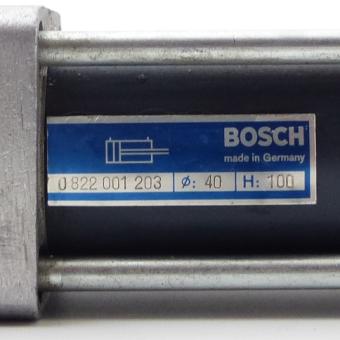 BOSCH
made in Germany
0 822 001 203 Ø: 40 H: 100